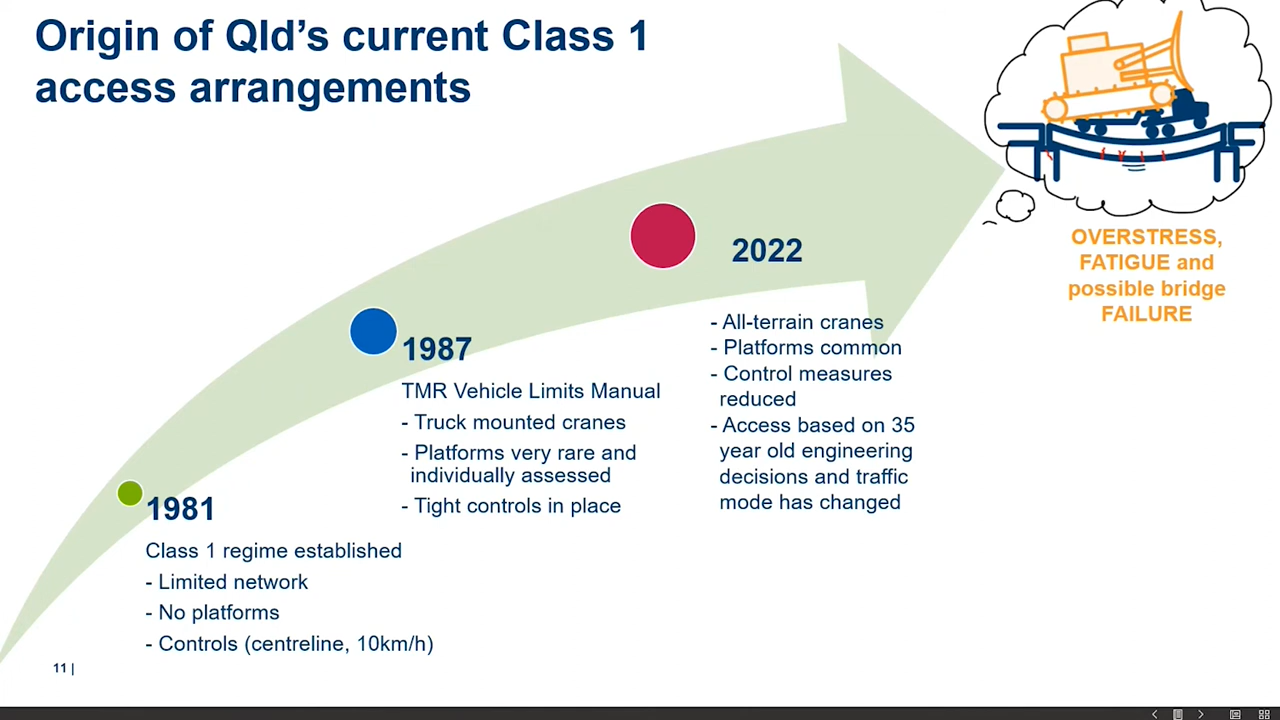 Origin of Qld's current Class 1
access arrangements
OVERSTRESS,
FATIGUE and
possible bridge
FAILURE
2022
- All-terrain cranes
- Platforms common
- Control measures
reduced
- Access based on 35
year old engineering
decisions and traffic
mode has changed
1987
TMR Vehicle Limits Manual
- Truck mounted cranes
- Platforms very rare and
individually assessed
- Tight controls in place
1981
Class 1 regime established
- Limited network
- No platforms
- Controls (centreline, 10km/h)
11 |